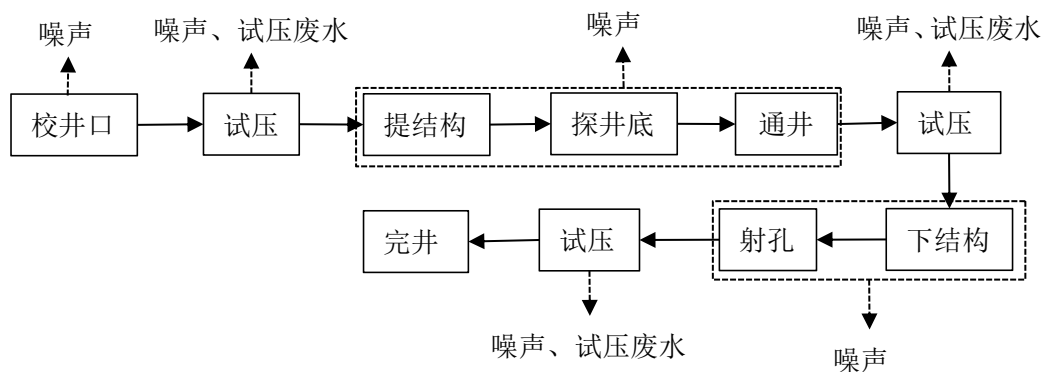 噪声
噪声、试压废水
噪声
噪声、试压废水
校井口
试压
提结构
探井底
通井
试压
完井
试压
射孔
下结构
噪声、试压废水
噪声